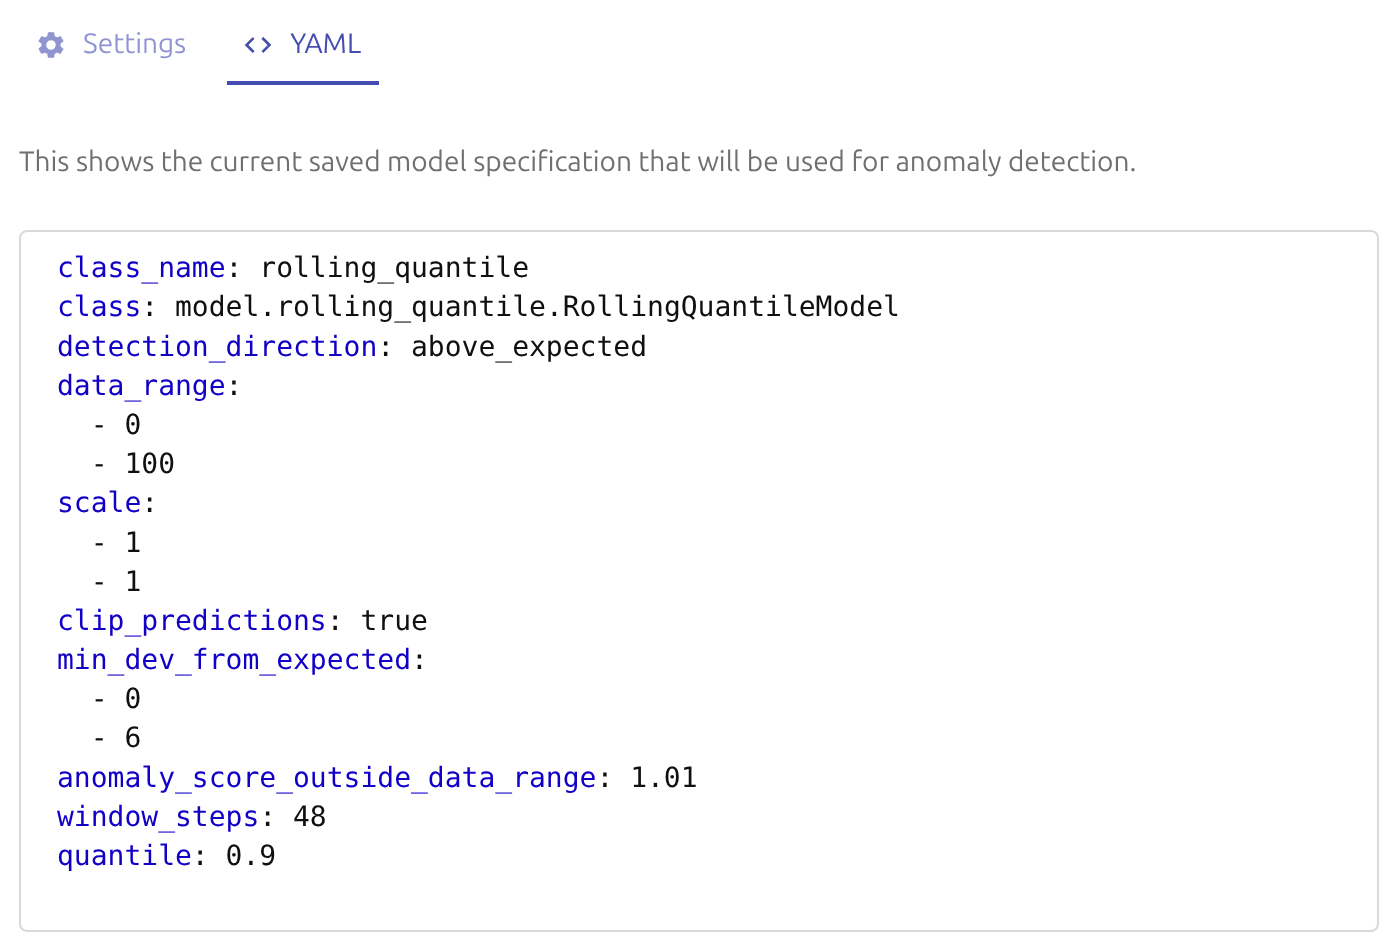 Settings <> YAML
This shows the current saved model specification that will be used for anomaly detection.
class_name: rolling_quantile
class: model.rolling_quantile.RollingQuantileModel
detection_direction: above_expected
data_range:
  - 0
  - 100
scale:
  - 1
  - 1
clip_predictions: true
min_dev_from_expected:
  - 0
  - 6
anomaly_score_outside_data_range: 1.01
window_steps: 48
quantile: 0.9